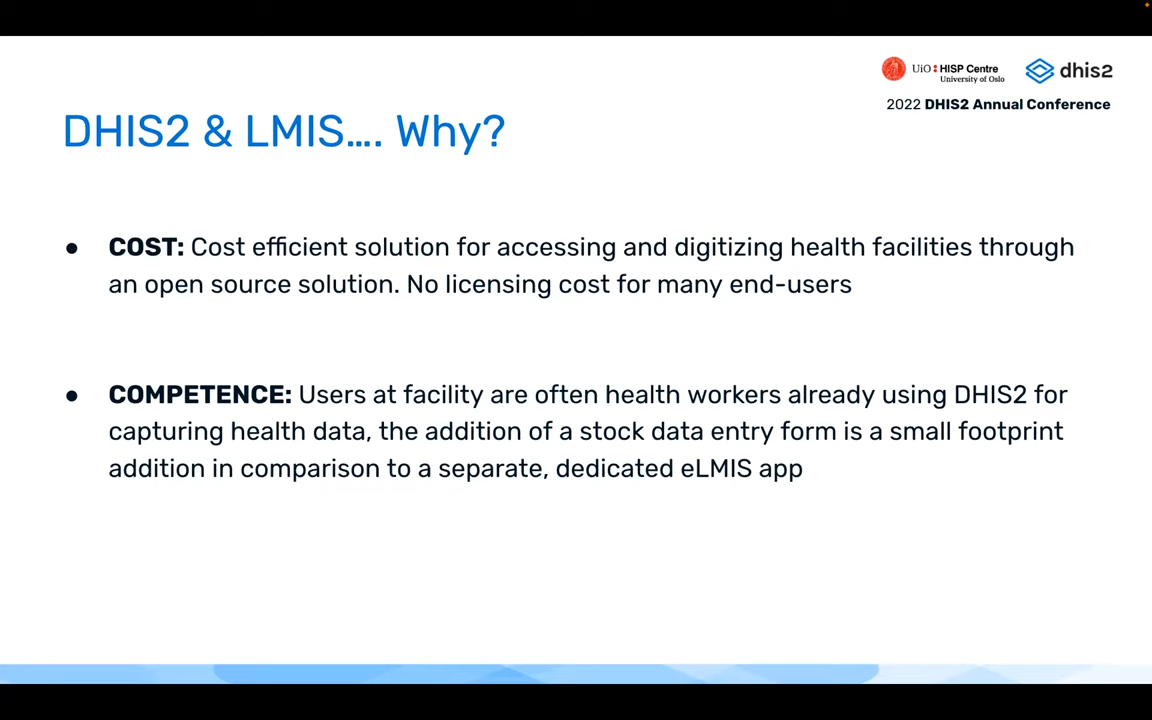 UiO: HISP Centre
University of Oslo
dhis2
2022 DHIS2 Annual Conference
DHIS2 & LMIS.... Why?
● COST: Cost efficient solution for accessing and digitizing health facilities through
an open source solution. No licensing cost for many end-users
● COMPETENCE: Users at facility are often health workers already using DHIS2 for
capturing health data, the addition of a stock data entry form is a small footprint
addition in comparison to a separate, dedicated eLMIS app